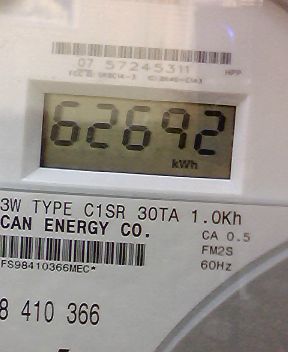 07 57245311 HPP
62692
kWh
3W TYPE C1SR 30TA 1.0Kh
CAN ENERGY CO. CA 0.5
FM2S
FS98410366MEC* 60Hz
8 410 366